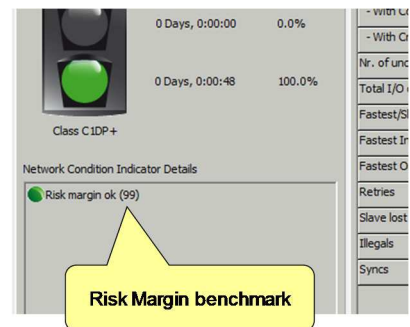 0 Days, 0:00:00 0.0%
0 Days, 0:00:48 100.0%
Class C1DP+
Network Condition Indicator Details
Risk margin ok (99)
Risk Margin benchmark
- With
- With
Nr. of
Total I/O
Fastest/
Fastest
Fastest
Retries
Slave lost
Illegals
Syncs